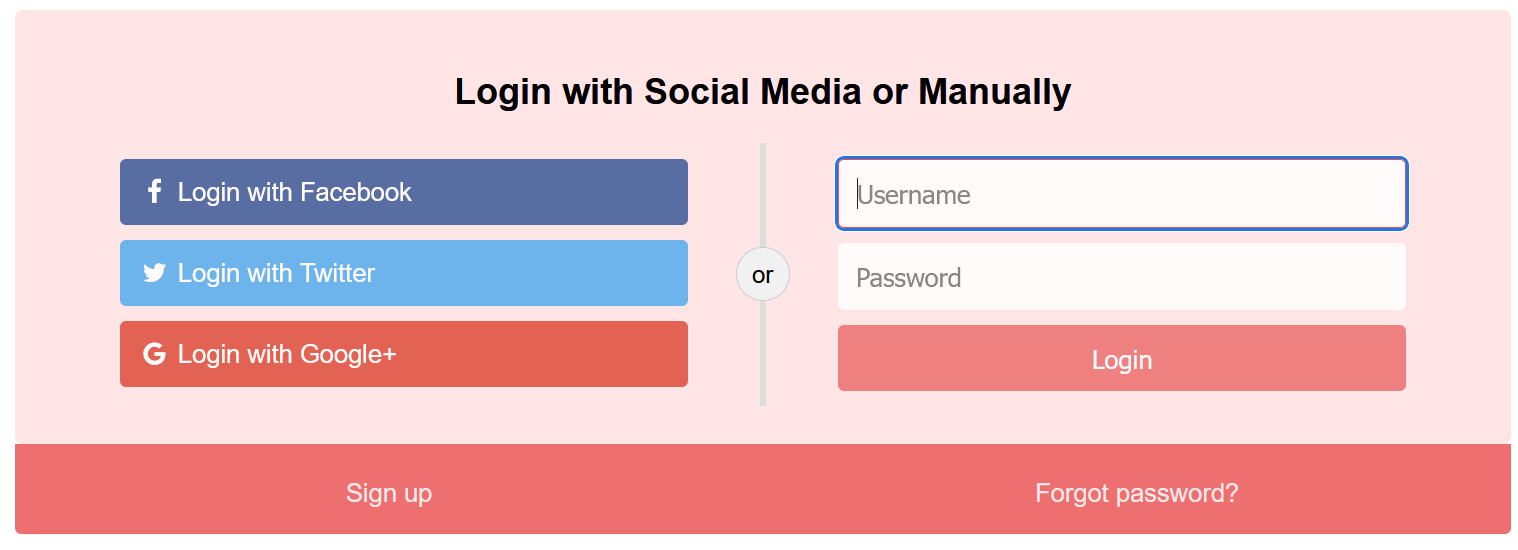 Login with Social Media or Manually
Login with Facebook
Login with Twitter
Login with Google+
or
Username
Password
Login
Sign up
Forgot password?